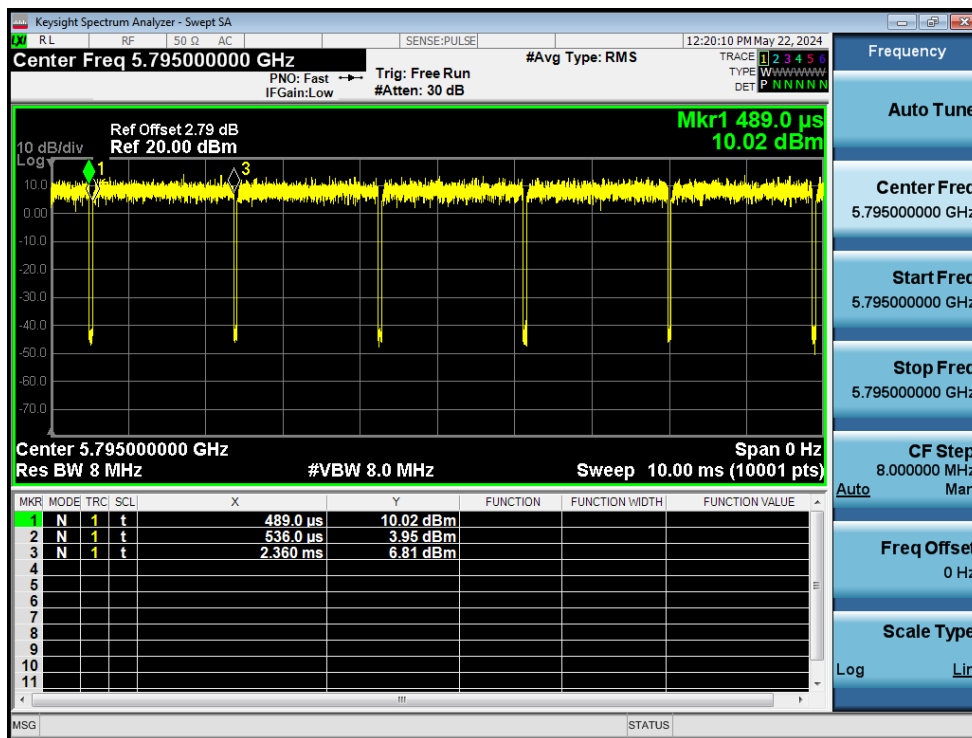 Keysight Spectrum Analyzer - Swept SA
LXI RL RF 50 Ω AC SENSE:PULSE 12:20:10 PM May 22, 2024
Center Freq 5.795000000 GHz
PNO: Fast
IFGain:Low
Trig: Free Run
#Atten: 30 dB
#Avg Type: RMS
TRACE 1 2 3 4 5 6
TYPE W W W W W W
DET P N N N N N
Mkr1 489.0 µs
10.02 dBm
Ref Offset 2.79 dB
Ref 20.00 dBm
10 dB/div
Log
1
3
10.0
0.00
-10.0
-20.0
-30.0
-40.0
-50.0
-60.0
-70.0
Center 5.795000000 GHz Span 0 Hz
Res BW 8 MHz #VBW 8.0 MHz Sweep 10.00 ms (10001 pts)
MKR MODE TRC SCL X Y FUNCTION FUNCTION WIDTH FUNCTION VALUE
1 N 1 t 489.0 µs 10.02 dBm
2 N 1 t 536.0 µs 3.95 dBm
3 N 1 t 2.360 ms 6.81 dBm
4
5
6
7
8
9
10
11
MSG STATUS
Frequency
Auto Tune
Center Freq
5.795000000 GHz
Start Freq
5.795000000 GHz
Stop Freq
5.795000000 GHz
CF Step
8.000000 MHz
Auto Man
Freq Offset
0 Hz
Scale Type
Log Lin